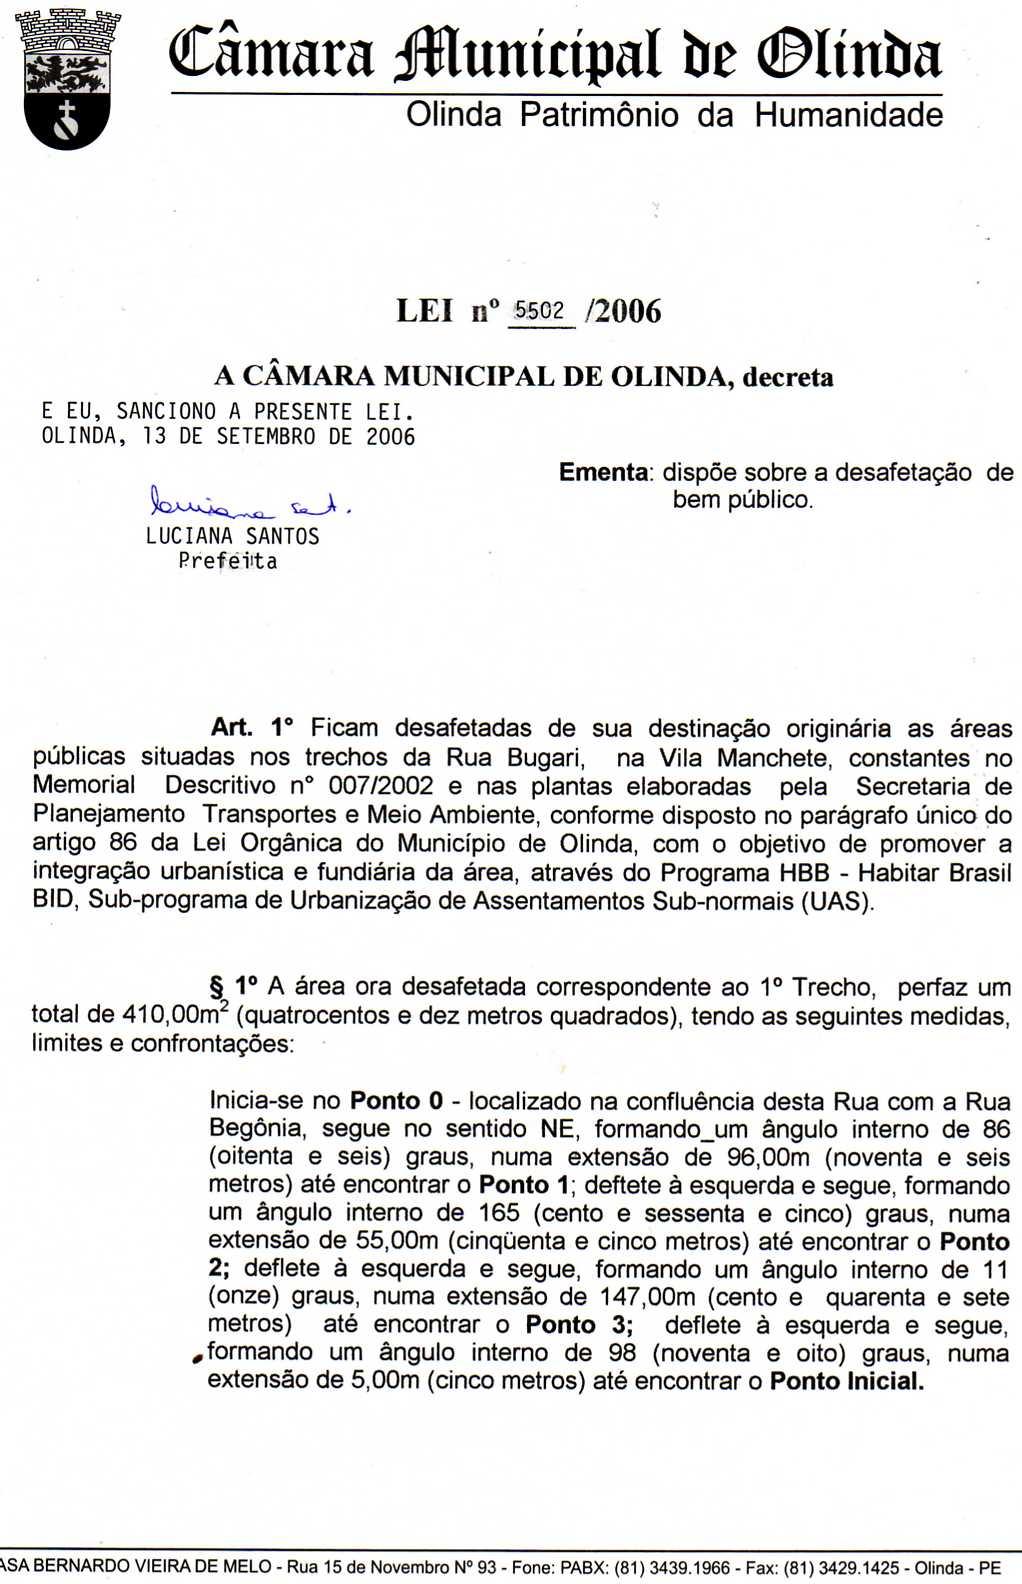 Câmara Municipal de Olinda
Olinda Patrimônio da Humanidade
LEI nº 5502 /2006
A CÂMARA MUNICIPAL DE OLINDA, decreta
E EU, SANCIONO A PRESENTE LEI.
OLINDA, 13 DE SETEMBRO DE 2006
Ementa: dispõe sobre a desafetação de
bem público.
LUCIANA SANTOS
Prefeita
Art. 1º Ficam desafetadas de sua destinação originária as áreas
públicas situadas nos trechos da Rua Bugari, na Vila Manchete, constantes no
Memorial Descritivo n° 007/2002 e nas plantas elaboradas pela Secretaria de
Planejamento Transportes e Meio Ambiente, conforme disposto no parágrafo único do
artigo 86 da Lei Orgânica do Município de Olinda, com o objetivo de promover a
integração urbanística e fundiária da área, através do Programa HBB - Habitar Brasil
BID, Sub-programa de Urbanização de Assentamentos Sub-normais (UAS).
§ 1º A área ora desafetada correspondente ao 1º Trecho, perfaz um
total de 410,00m² (quatrocentos e dez metros quadrados), tendo as seguintes medidas,
limites e confrontações:
Inicia-se no Ponto 0 - localizado na confluência desta Rua com a Rua
Begônia, segue no sentido NE, formando_um ângulo interno de 86
(oitenta e seis) graus, numa extensão de 96,00m (noventa e seis
metros) até encontrar o Ponto 1; deftete à esquerda e segue, formando
um ângulo interno de 165 (cento e sessenta e cinco) graus, numa
extensão de 55,00m (cinqüenta e cinco metros) até encontrar o Ponto
2; deflete à esquerda e segue, formando um ângulo interno de 11
(onze) graus, numa extensão de 147,00m (cento e quarenta e sete
metros) até encontrar o Ponto 3; deflete à esquerda e segue,
formando um ângulo interno de 98 (noventa e oito) graus, numa
extensão de 5,00m (cinco metros) até encontrar o Ponto Inicial.
ASA BERNARDO VIEIRA DE MELO - Rua 15 de Novembro Nº 93 - Fone: PABX: (81) 3439.1966 - Fax: (81) 3429.1425 - Olinda - PE